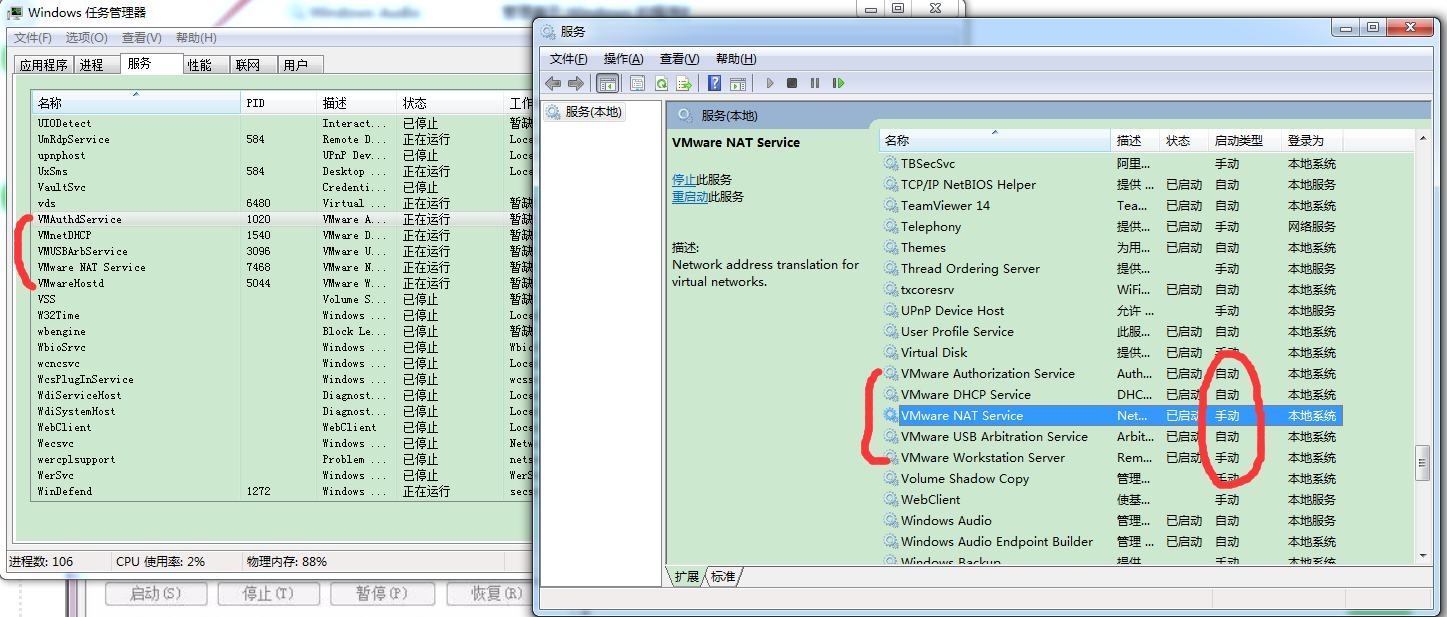 Windows 任务管理器
文件(F) 选项(O) 查看(V) 帮助(H)
应用程序 进程 服务 性能 联网 用户
名称 PID 描述 状态 工作
UI0Detect Interact... 已停止 暂缺
UmRdpService 584 Remote D... 正在运行 Loca
upnphost UPnP Dev... 已停止 Loca
UxSms 584 Desktop ... 正在运行 Loca
VaultSvc Credenti... 已停止
vds 6480 Virtual ... 正在运行 暂缺
VMAuthdService 1020 VMware A... 正在运行 暂缺
VMnetDHCP 1540 VMware D... 正在运行 暂缺
VMUSBArbService 3096 VMware U... 正在运行 暂缺
VMware NAT Service 7468 VMware N... 正在运行 暂缺
VMwareHostd 5044 VMware W... 正在运行 暂缺
VSS Volume S... 已停止 暂缺
W32Time Windows ... 已停止 Loca
wbengine Block Le... 已停止 暂缺
WbioSrvc Windows ... 已停止 Wbic
wcncsvc Windows ... 已停止 Loca
WcsPlugInService Windows ... 已停止 wcss
WdiServiceHost Diagnost... 已停止 Loca
WdiSystemHost Diagnost... 已停止 Loca
WebClient WebClient 已停止 Loca
Wecsvc Windows ... 已停止 Netw
wercplsupport Problem ... 已停止 nets
WerSvc Windows ... 已停止 WerS
WinDefend 1272 Windows ... 正在运行 secs
进程数: 106 CPU 使用率: 2% 物理内存: 88%
启动(S) 停止(T) 暂停(P) 恢复(R)
服务
文件(F) 操作(A) 查看(V) 帮助(H)
服务(本地)
服务(本地)
VMware NAT Service
停止此服务
重启动此服务
描述:
Network address translation for
virtual networks.
名称 描述 状态 启动类型 登录为
TBSecSvc 阿里... 手动 本地系统
TCP/IP NetBIOS Helper 提供 ... 已启动 自动 本地服务
TeamViewer 14 Tea... 已启动 自动 本地系统
Telephony 提供... 已启动 手动 网络服务
Themes 为用... 已启动 自动 本地系统
Thread Ordering Server 提供... 手动 本地服务
txcoresrv WiFi... 已启动 自动 本地系统
UPnP Device Host 允许 ... 手动 本地服务
User Profile Service 此服... 已启动 自动 本地系统
Virtual Disk 提供... 已启动 手动 本地系统
VMware Authorization Service Auth... 已启动 自动 本地系统
VMware DHCP Service DHC... 已启动 自动 本地系统
VMware NAT Service Net... 已启动 手动 本地系统
VMware USB Arbitration Service Arbit... 已启动 自动 本地系统
VMware Workstation Server Rem... 已启动 手动 本地系统
Volume Shadow Copy 管理... 手动 本地系统
WebClient 使基... 手动 本地服务
Windows Audio 管理... 已启动 自动 本地服务
Windows Audio Endpoint Builder 管理 ... 已启动 自动 本地系统
Windows Backup 提供 手动 本地系统
扩展 标准